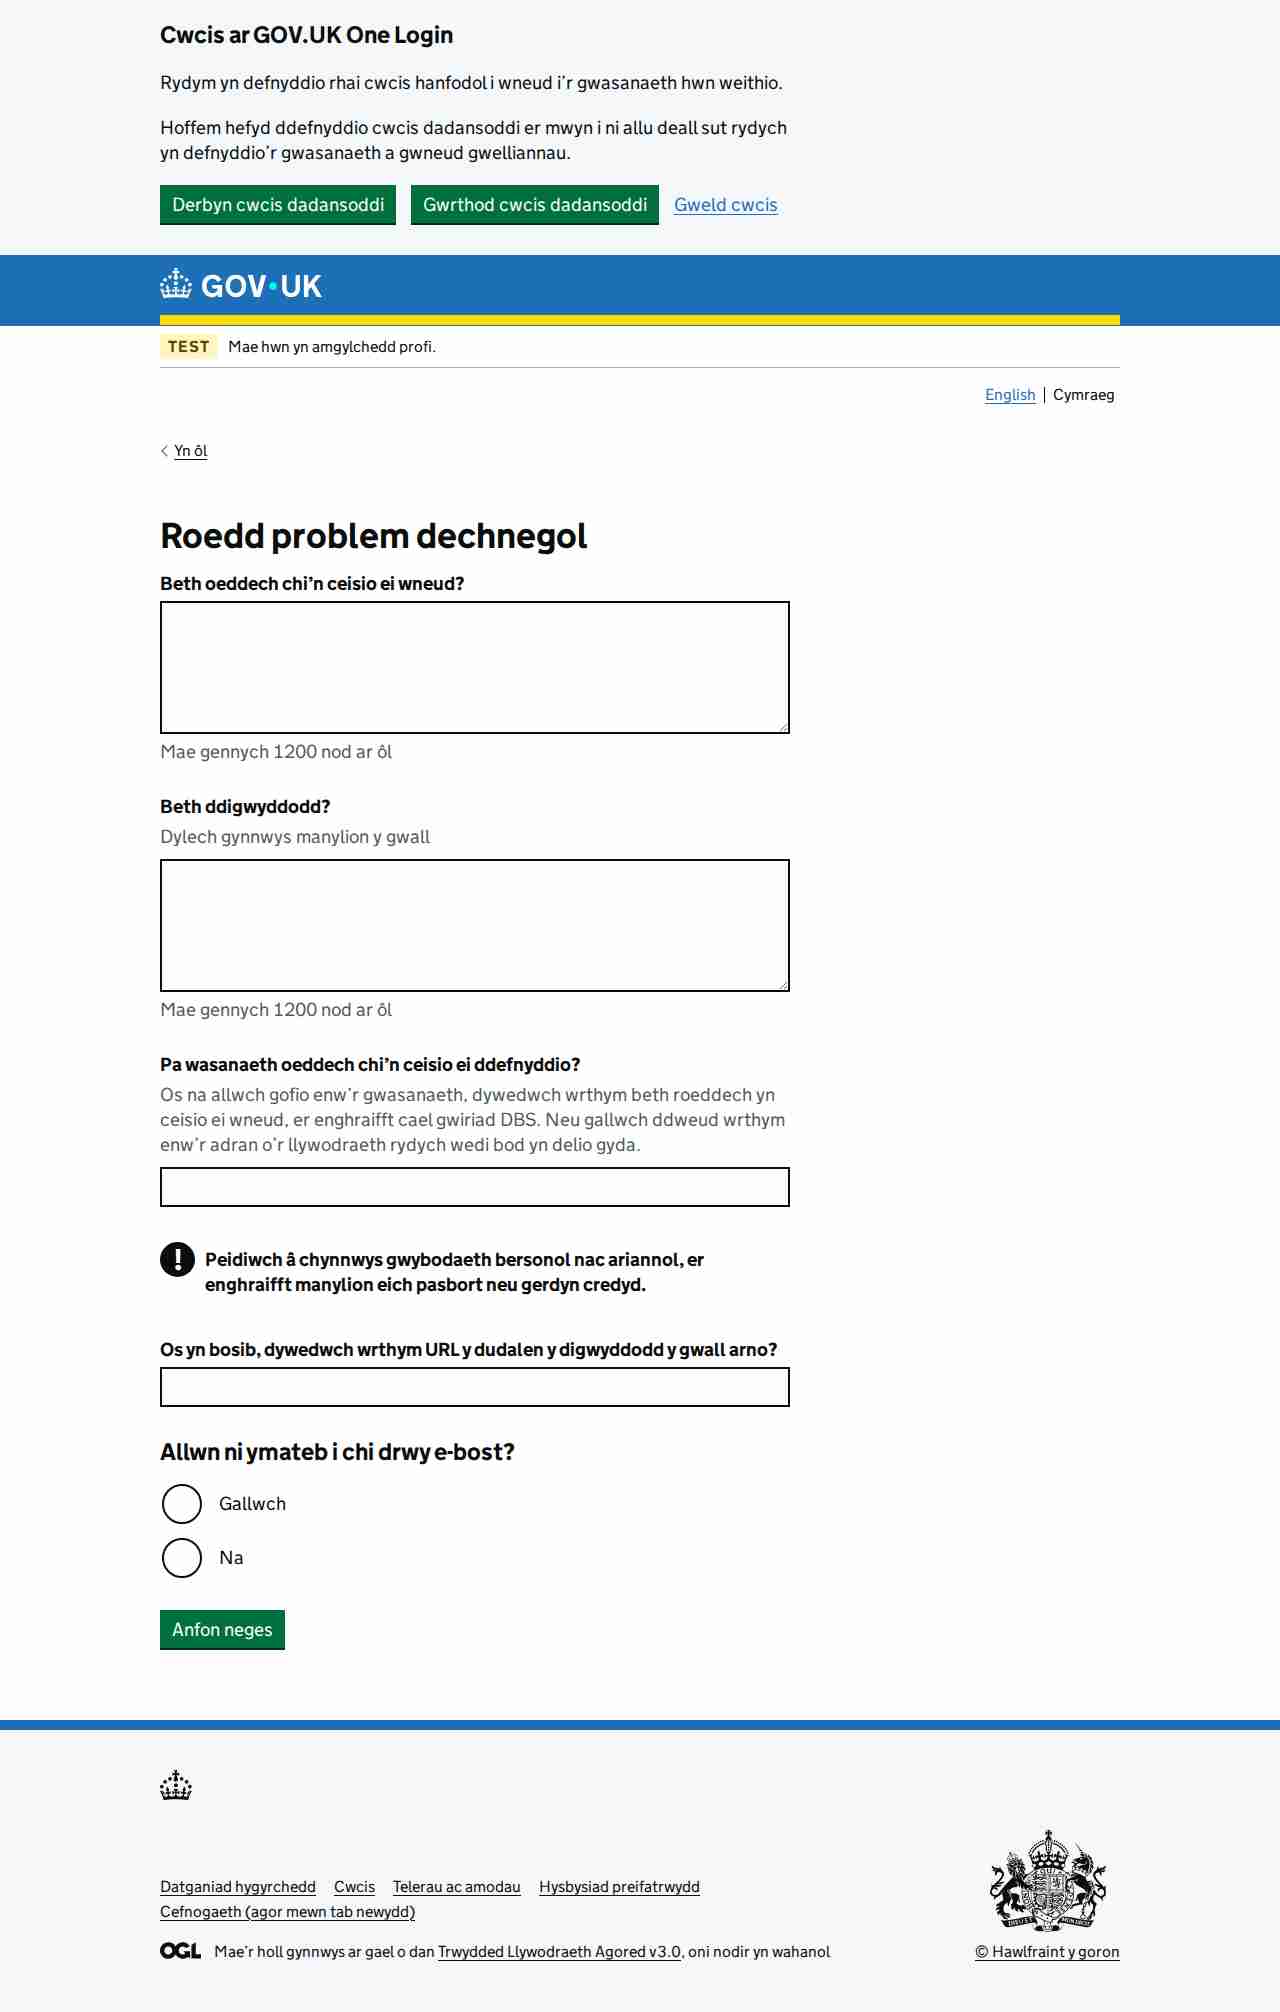 Cwcis ar GOV.UK One Login
Rydym yn defnyddio rhai cwcis hanfodol i wneud i’r gwasanaeth hwn weithio.
Hoffem hefyd ddefnyddio cwcis dadansoddi er mwyn i ni allu deall sut rydych
yn defnyddio’r gwasanaeth a gwneud gwelliannau.
Derbyn cwcis dadansoddi Gwrthod cwcis dadansoddi Gweld cwcis
GOV·UK
TEST Mae hwn yn amgylchedd profi.
English Cymraeg
Yn ôl
Roedd problem dechnegol
Beth oeddech chi’n ceisio ei wneud?
Mae gennych 1200 nod ar ôl
Beth ddigwyddodd?
Dylech gynnwys manylion y gwall
Mae gennych 1200 nod ar ôl
Pa wasanaeth oeddech chi’n ceisio ei ddefnyddio?
Os na allwch gofio enw’r gwasanaeth, dywedwch wrthym beth roeddech yn
ceisio ei wneud, er enghraifft cael gwiriad DBS. Neu gallwch ddweud wrthym
enw’r adran o’r llywodraeth rydych wedi bod yn delio gyda.
! Peidiwch â chynnwys gwybodaeth bersonol nac ariannol, er
enghraifft manylion eich pasbort neu gerdyn credyd.
Os yn bosib, dywedwch wrthym URL y dudalen y digwyddodd y gwall arno?
Allwn ni ymateb i chi drwy e-bost?
Gallwch
Na
Anfon neges
Datganiad hygyrchedd Cwcis Telerau ac amodau Hysbysiad preifatrwydd
Cefnogaeth (agor mewn tab newydd)
OGL Mae’r holl gynnwys ar gael o dan Trwydded Llywodraeth Agored v3.0, oni nodir yn wahanol
© Hawlfraint y goron